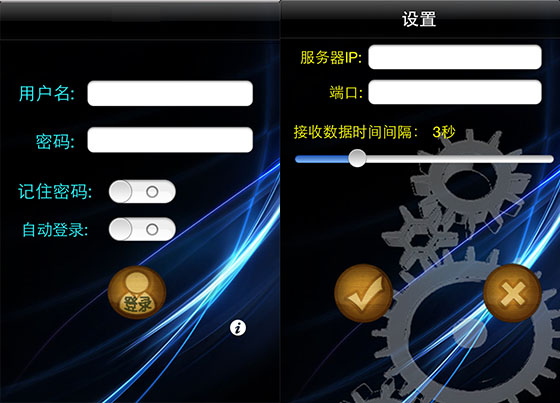 用户名:
密码:
记住密码:
自动登录:
登录
i
设置
服务器IP:
端口:
接收数据时间间隔： 3秒